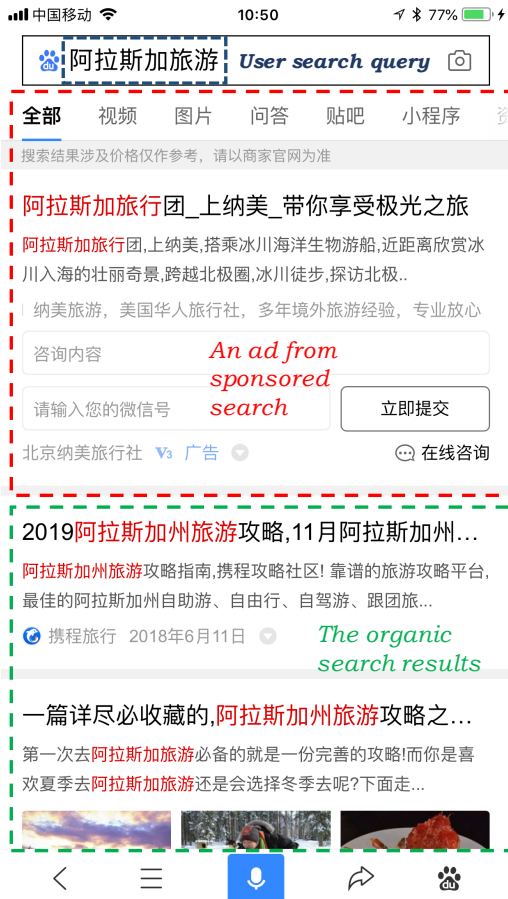 中国移动 10:50 77%
du 阿拉斯加旅游 User search query
全部 视频 图片 问答 贴吧 小程序
搜索结果涉及价格仅作参考，请以商家官网为准
阿拉斯加旅行团_上纳美_带你享受极光之旅
阿拉斯加旅行团,上纳美,搭乘冰川海洋生物游船,近距离欣赏冰
川入海的壮丽奇景,跨越北极圈,冰川徒步,探访北极..
纳美旅游，美国华人旅行社，多年境外旅游经验，专业放心
咨询内容
An ad from
sponsored
search
请输入您的微信号 立即提交
北京纳美旅行社 V3 广告 在线咨询
2019阿拉斯加州旅游攻略,11月阿拉斯加州...
阿拉斯加州旅游攻略指南,携程攻略社区! 靠谱的旅游攻略平台,
最佳的阿拉斯加州自助游、自由行、自驾游、跟团旅...
携程旅行 2018年6月11日
The organic
search results
一篇详尽必收藏的,阿拉斯加州旅游攻略之...
第一次去阿拉斯加旅游必备的就是一份完善的攻略!而你是喜
欢夏季去阿拉斯加旅游还是会选择冬季去呢?下面走...
du